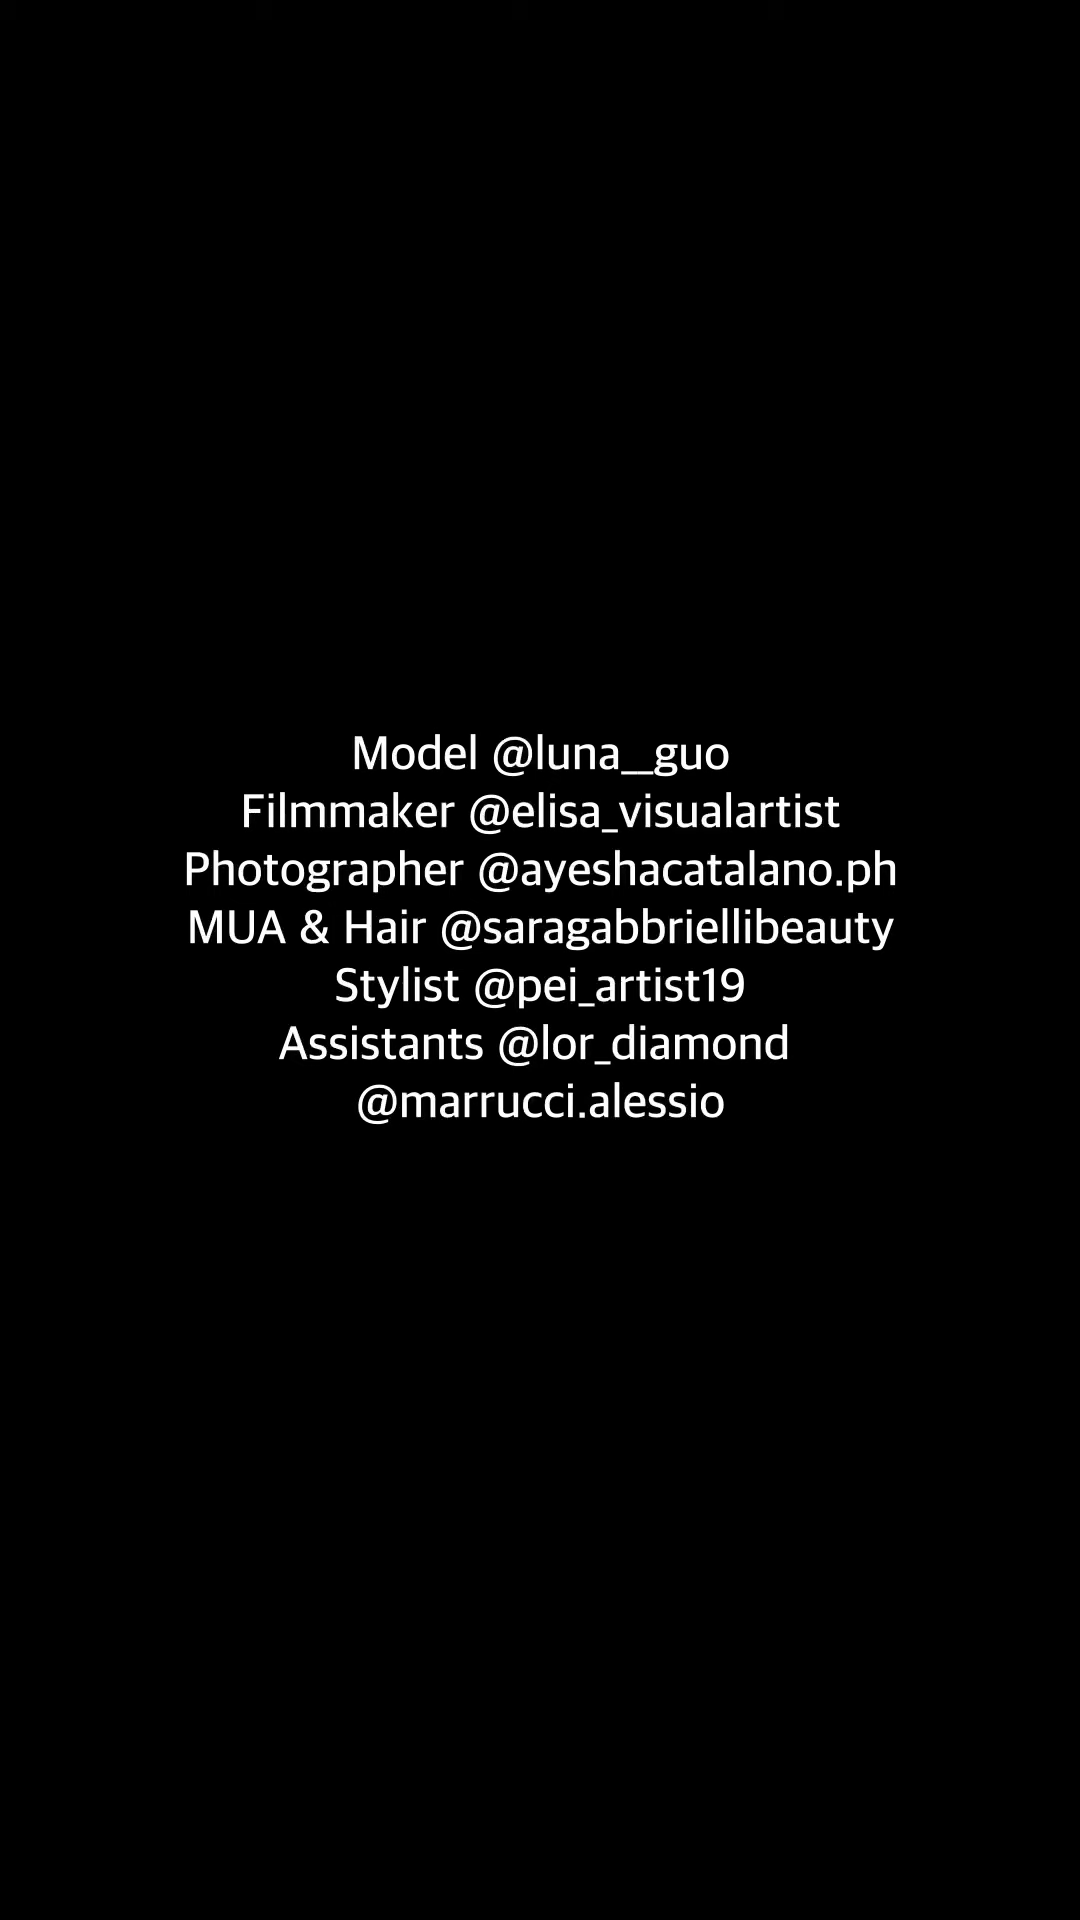 Model @luna__guo
Filmmaker @elisa_visualartist
Photographer @ayeshacatalano.ph
MUA & Hair @saragabbriellibeauty
Stylist @pei_artist19
Assistants @lor_diamond
@marrucci.alessio